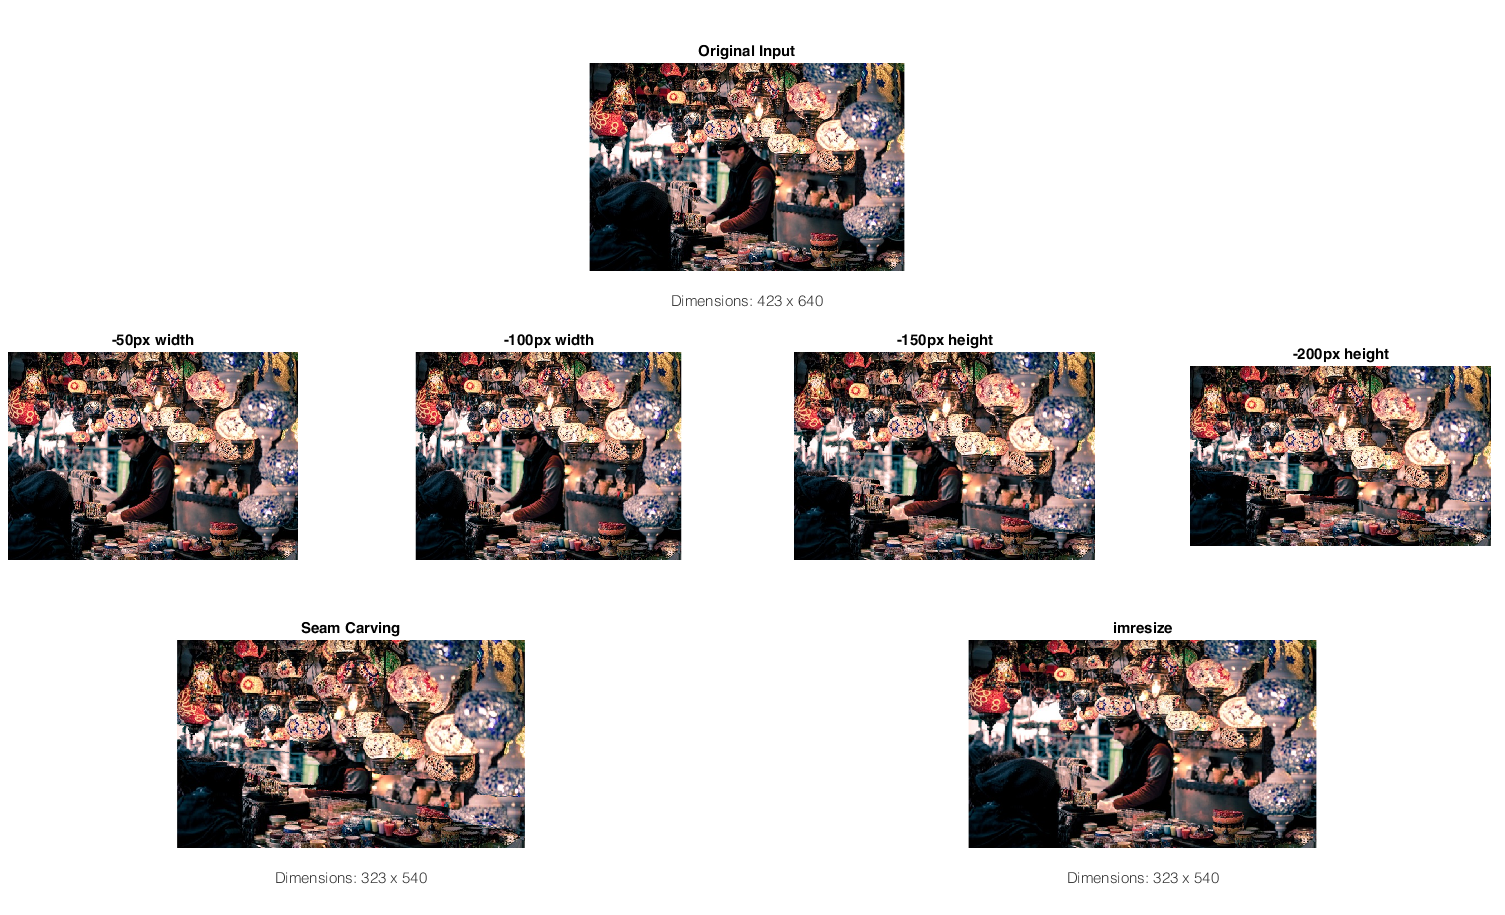 Original Input
Dimensions: 423 x 640
-50px width
-100px width
-150px height
-200px height
Seam Carving
imresize
Dimensions: 323 x 540
Dimensions: 323 x 540